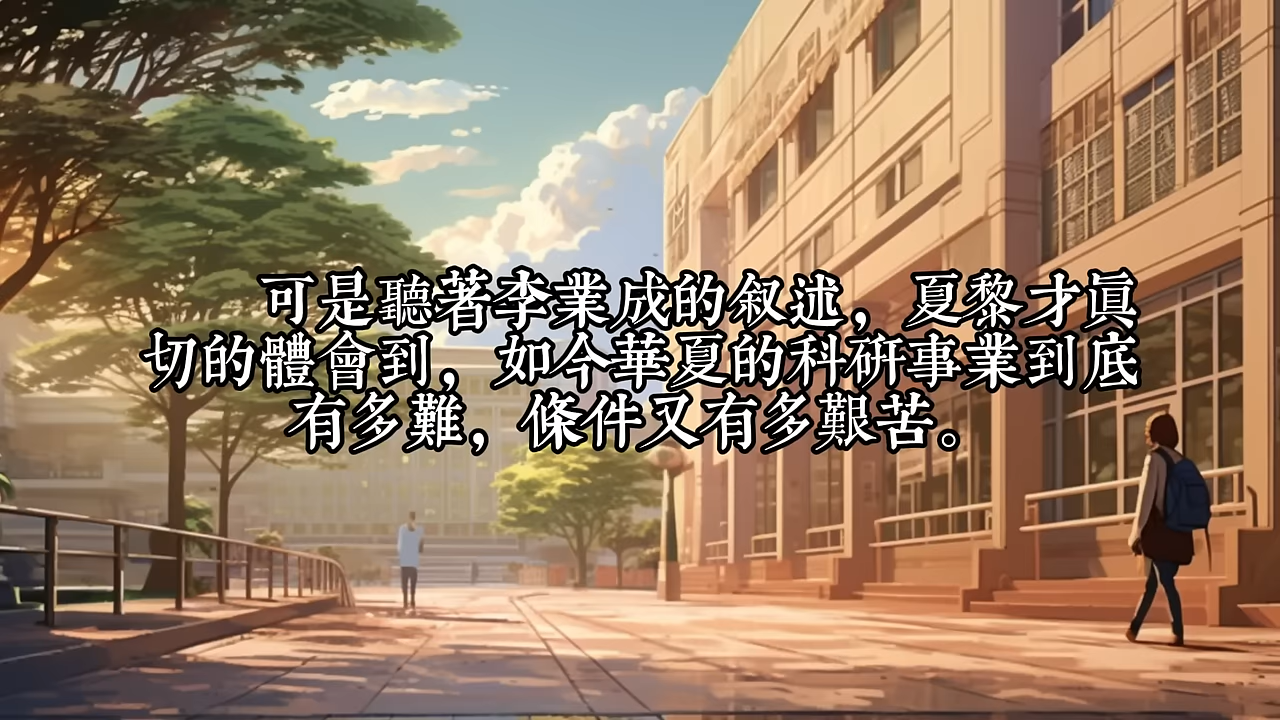 可是聽著李業成的叙述，夏黎才眞
切的體會到，如今華夏的科硏事業到底
有多難，條件又有多艱苦。